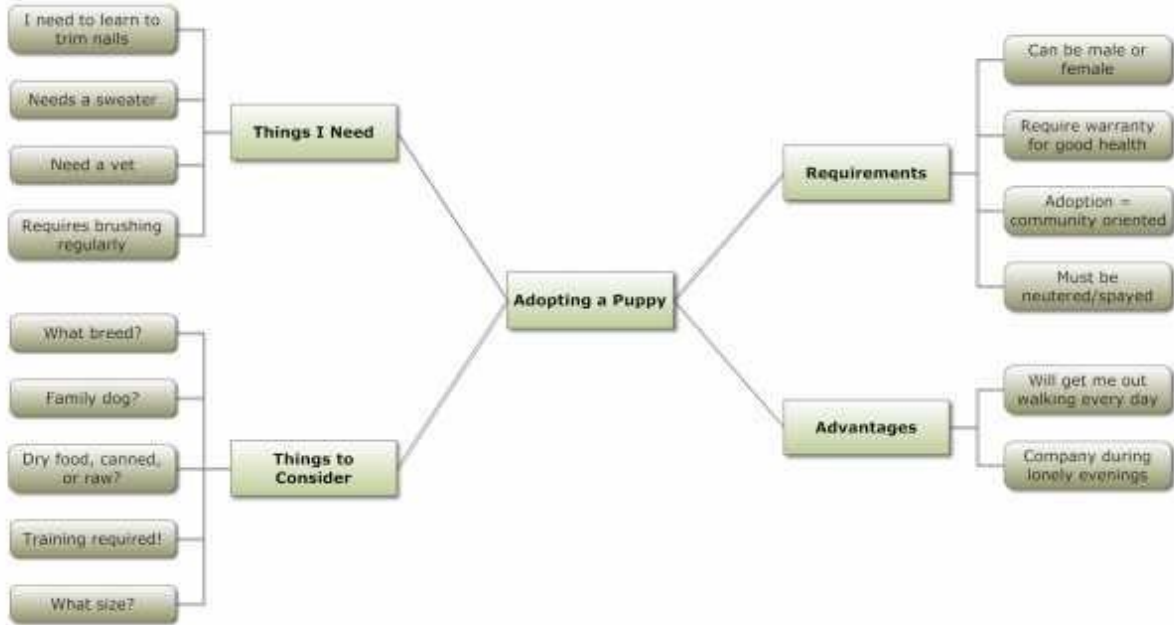 I need to learn to
trim nails
Needs a sweater
Need a vet
Requires brushing
regularly
Things I Need
What breed?
Family dog?
Dry food, canned,
or raw?
Training required!
What size?
Things to
Consider
Adopting a Puppy
Requirements
Can be male or
female
Require warranty
for good health
Adoption =
community oriented
Must be
neutered/spayed
Advantages
Will get me out
walking every day
Company during
lonely evenings